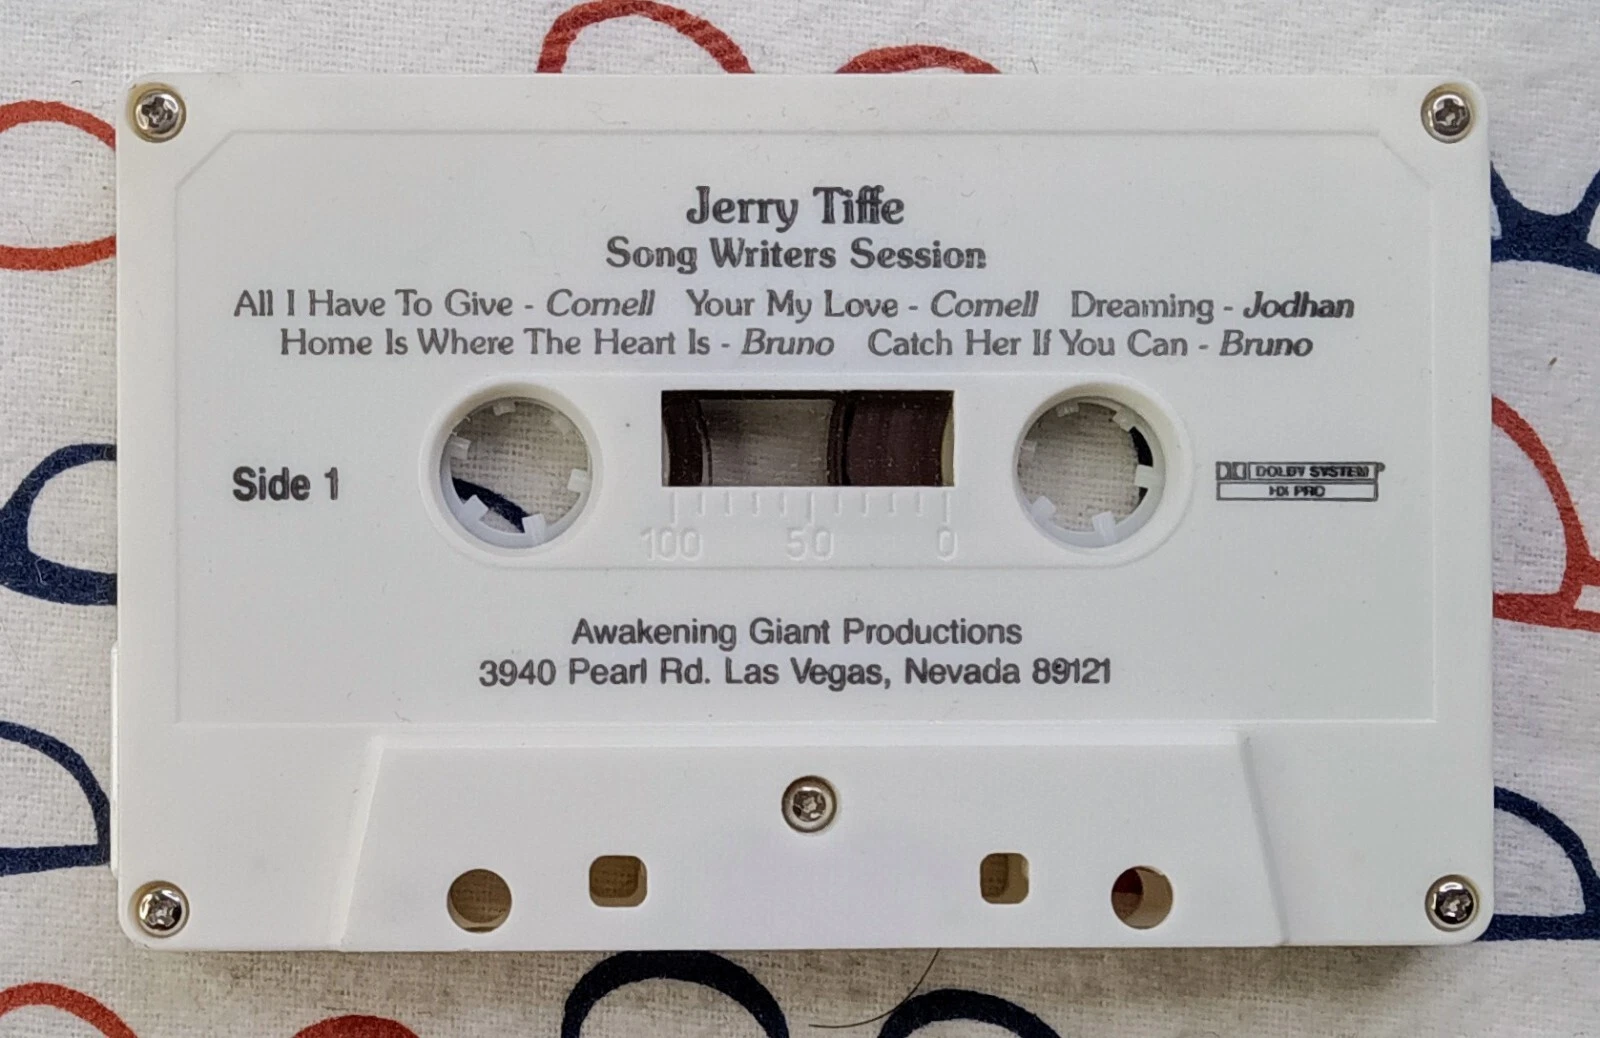 Jerry Tiffe
Song Writers Session
All I Have To Give - Cornell Your My Love - Cornell Dreaming - Jodhan
Home Is Where The Heart Is - Bruno Catch Her If You Can - Bruno
Side 1
DOLBY SYSTEM
HX PRO
100 50 0
Awakening Giant Productions
3940 Pearl Rd. Las Vegas, Nevada 89121